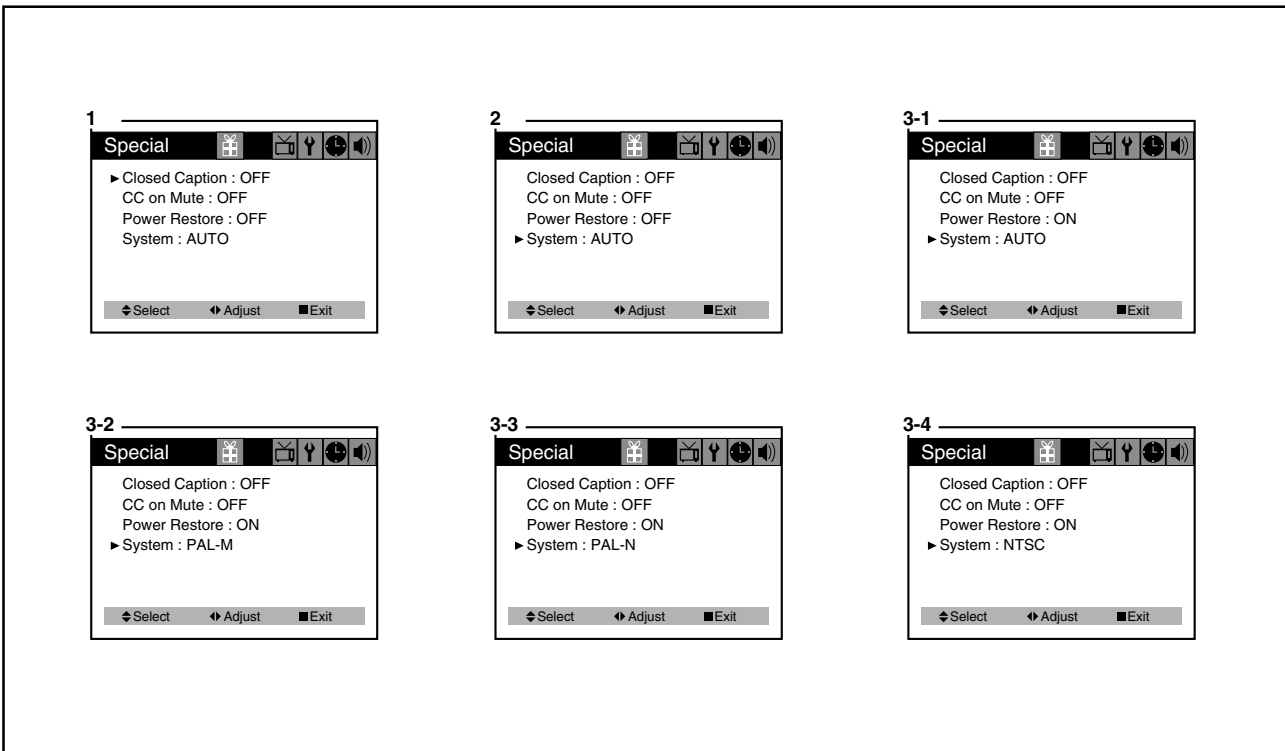 1
Special
►Closed Caption : OFF
CC on Mute : OFF
Power Restore : OFF
System : AUTO
Select Adjust Exit
2
Special
Closed Caption : OFF
CC on Mute : OFF
Power Restore : OFF
►System : AUTO
Select Adjust Exit
3-1
Special
Closed Caption : OFF
CC on Mute : OFF
Power Restore : ON
►System : AUTO
Select Adjust Exit
3-2
Special
Closed Caption : OFF
CC on Mute : OFF
Power Restore : ON
►System : PAL-M
Select Adjust Exit
3-3
Special
Closed Caption : OFF
CC on Mute : OFF
Power Restore : ON
►System : PAL-N
Select Adjust Exit
3-4
Special
Closed Caption : OFF
CC on Mute : OFF
Power Restore : ON
►System : NTSC
Select Adjust Exit